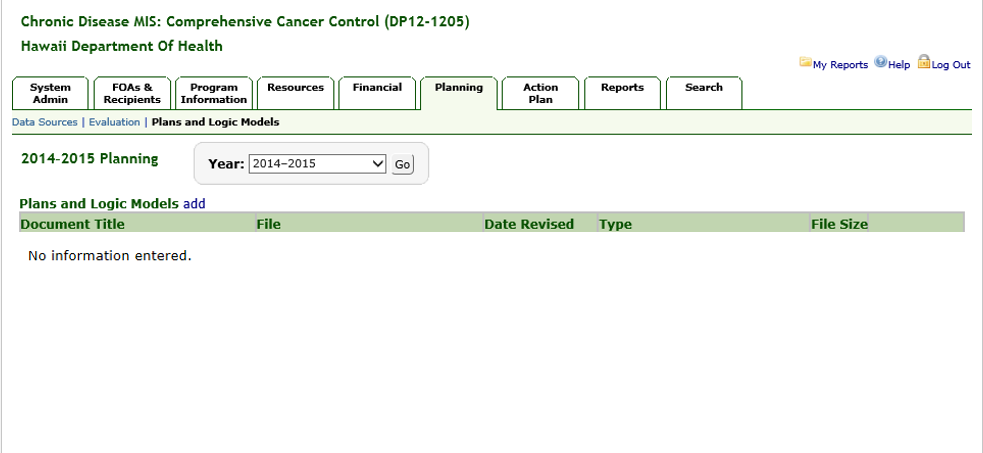 Chronic Disease MIS: Comprehensive Cancer Control (DP12-1205)
Hawaii Department Of Health
My Reports Help Log Out
System Admin FOAs & Recipients Program Information Resources Financial Planning Action Plan Reports Search
Data Sources | Evaluation | Plans and Logic Models
2014-2015 Planning Year: 2014-2015 Go
Plans and Logic Models add
Document Title File Date Revised Type File Size
No information entered.